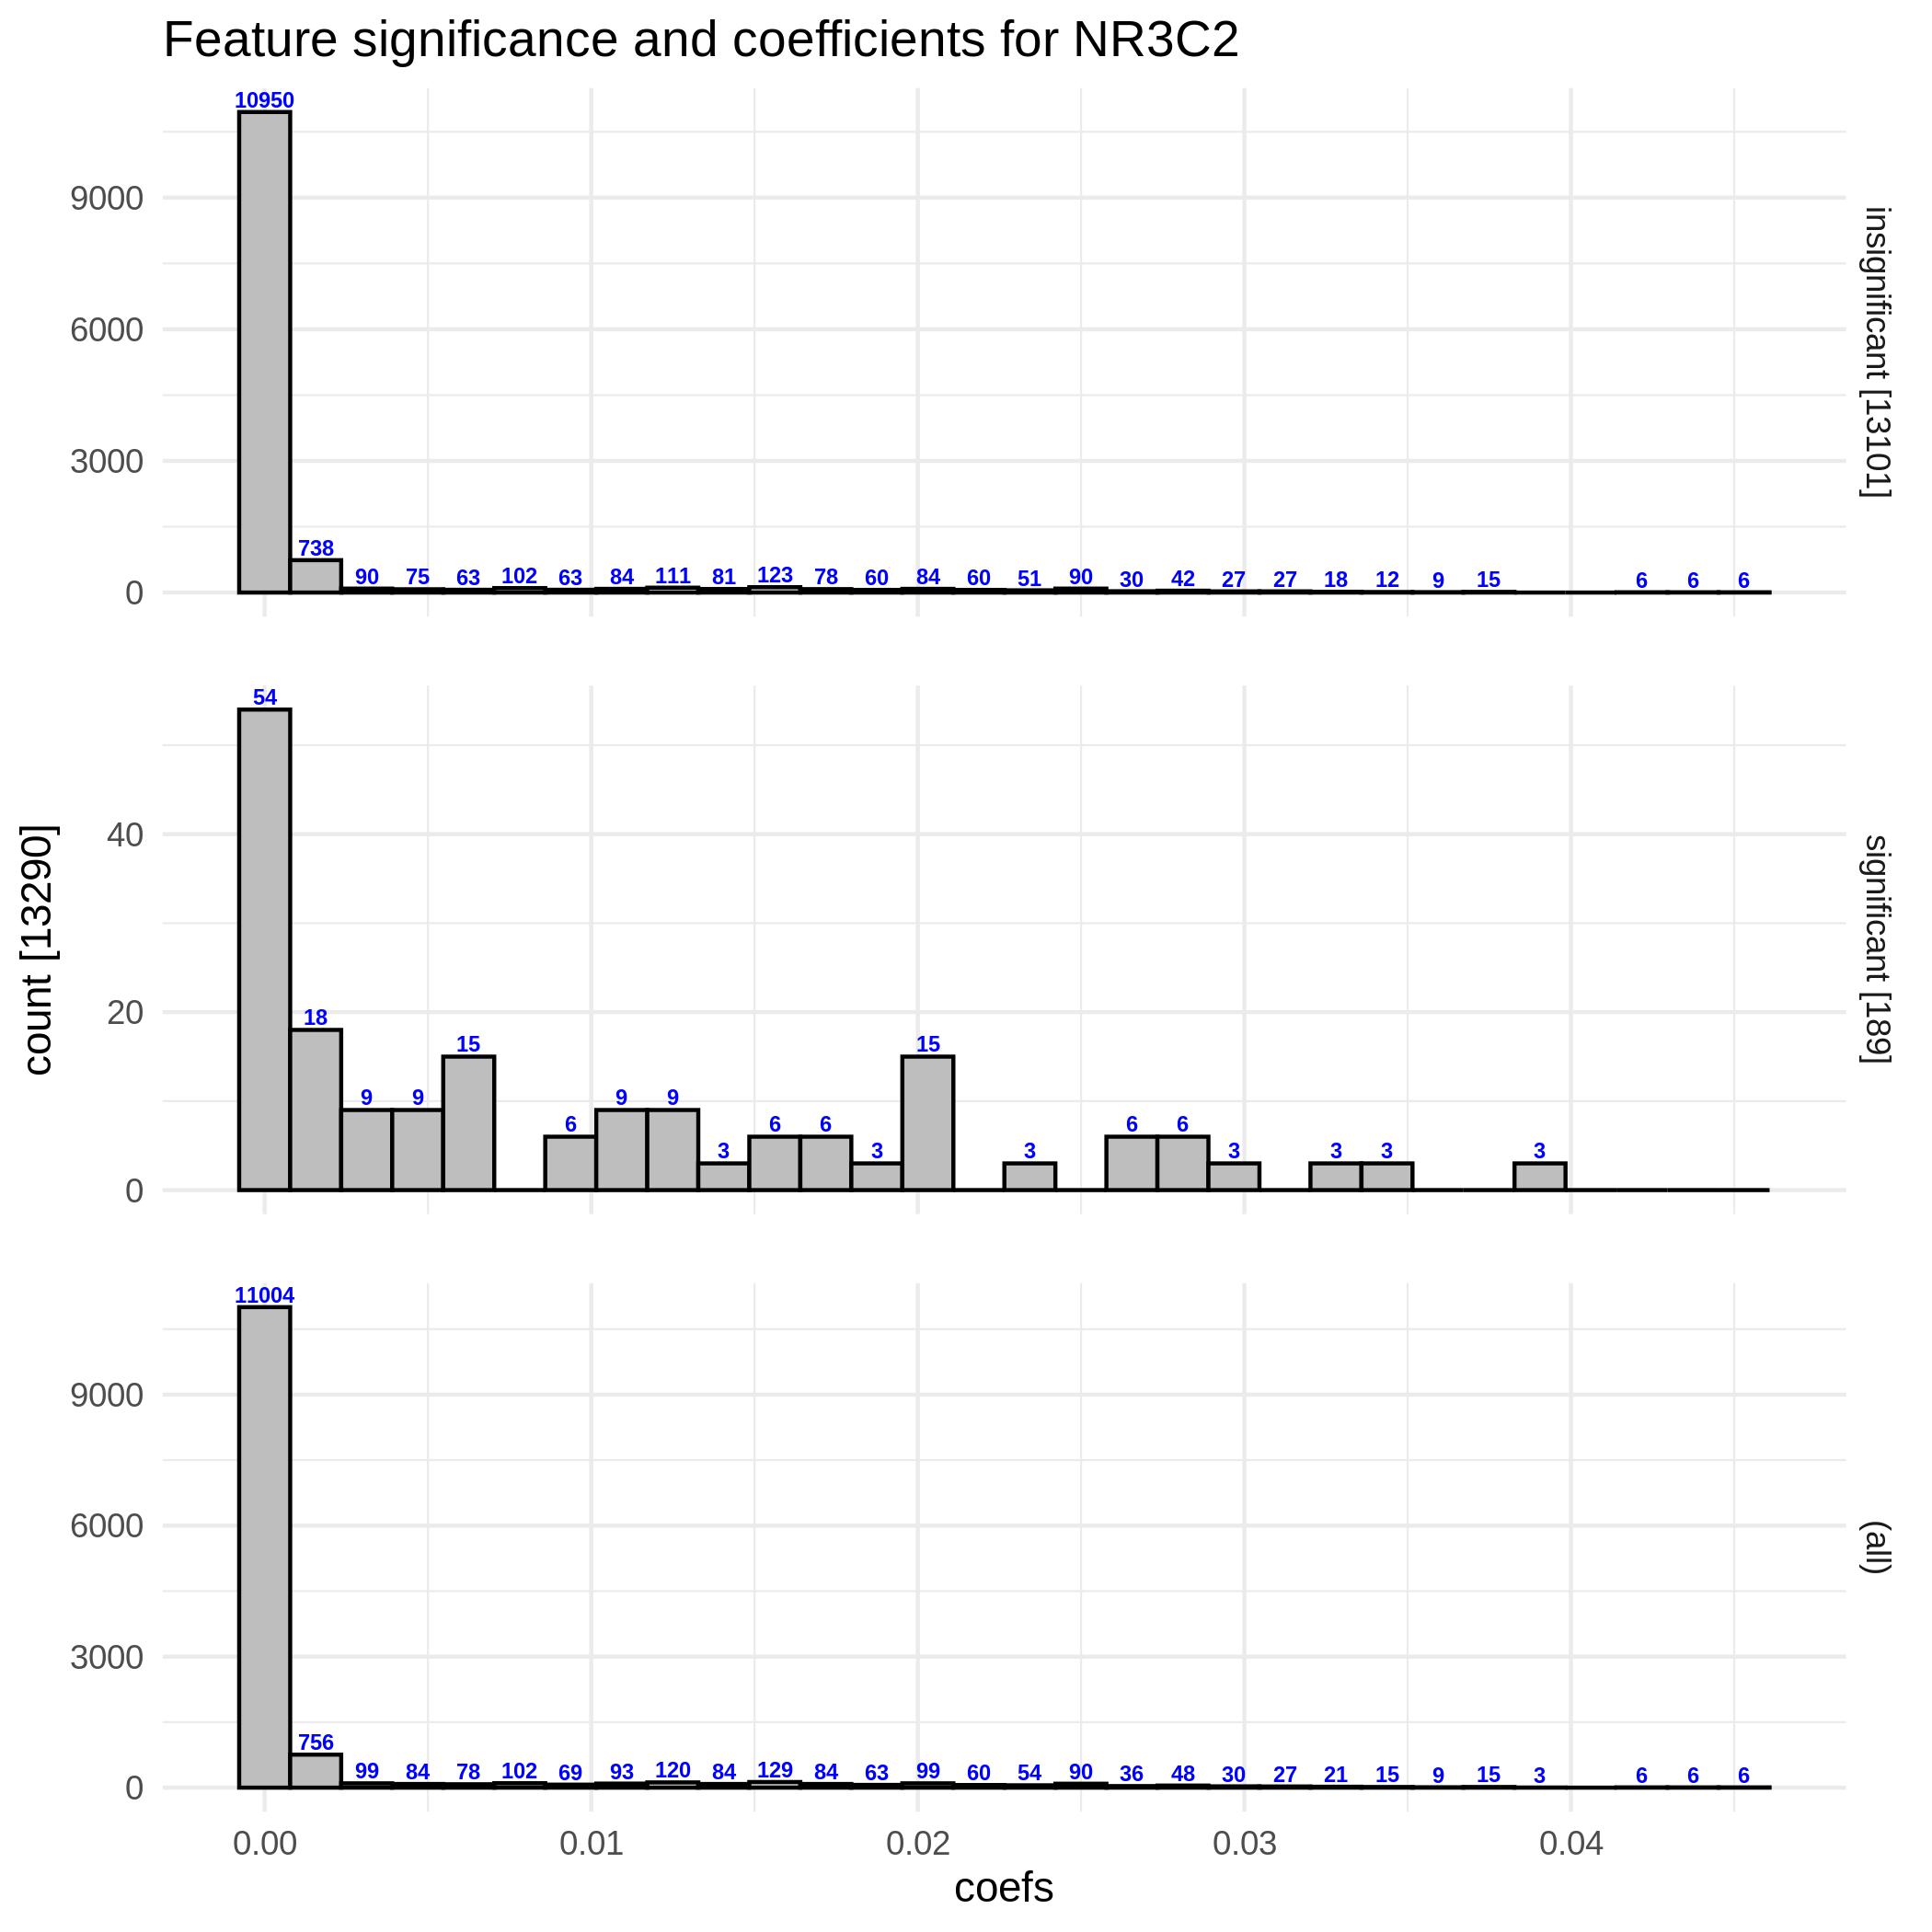 Feature significance and coefficients for NR3C2
10950
9000
6000
3000
0
738 90 75 63 102 63 84 111 81 123 78 60 84 60 51 90 30 42 27 27 18 12 9 15 6 6 6
insignificant [13101]
count [13290]
54
40
20
0
18 9 9 15 6 9 9 3 6 6 3 15 3 6 6 3 3 3 3
significant [189]
11004
9000
6000
3000
0
756 99 84 78 102 69 93 120 84 129 84 63 99 60 54 90 36 48 30 27 21 15 9 15 3 6 6 6
(all)
0.00 0.01 0.02 0.03 0.04
coefs